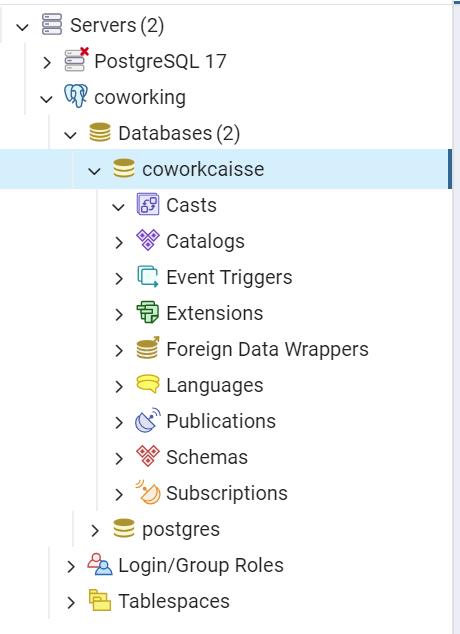 Servers (2)
PostgreSQL 17
coworking
Databases (2)
coworkcaisse
Casts
Catalogs
Event Triggers
Extensions
Foreign Data Wrappers
Languages
Publications
Schemas
Subscriptions
postgres
Login/Group Roles
Tablespaces